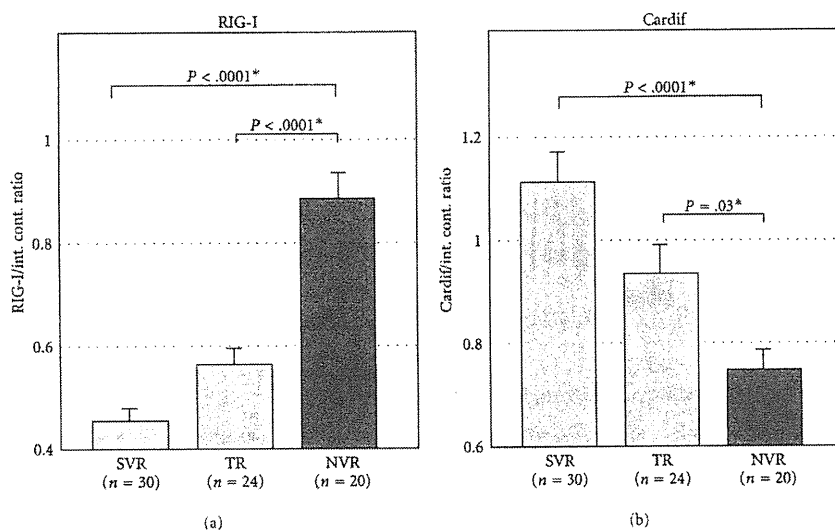 RIG-I
P < .0001*
P < .0001*
1
0.8
0.6
0.4
RIG-I/int. cont. ratio
SVR
(n = 30)
TR
(n = 24)
NVR
(n = 20)
(a)
Cardif
P < .0001*
P = .03*
1.2
1
0.8
0.6
Cardif/int. cont. ratio
SVR
(n = 30)
TR
(n = 24)
NVR
(n = 20)
(b)